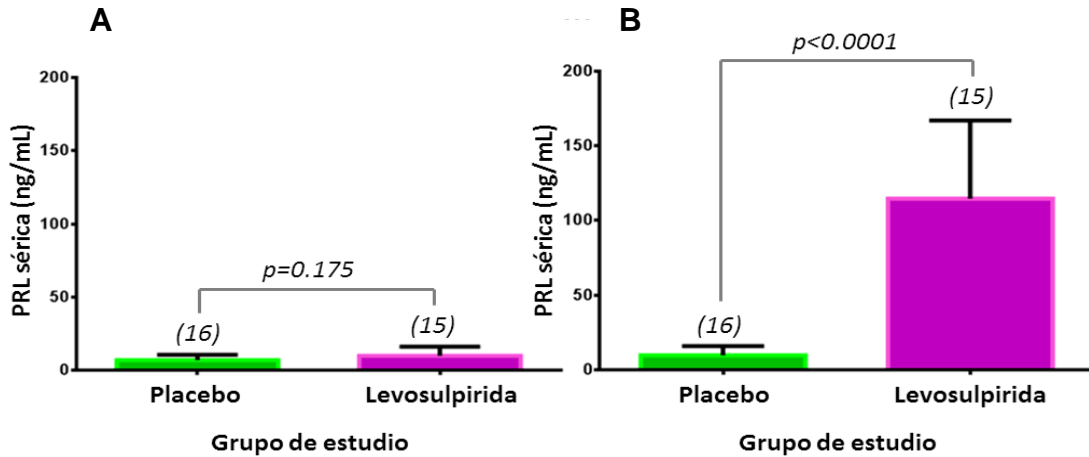 A
PRL sérica (ng/mL)
200
150
100
50
0
p=0.175
(16)
(15)
Placebo
Levosulpirida
Grupo de estudio
B
PRL sérica (ng/mL)
200
150
100
50
0
p<0.0001
(16)
(15)
Placebo
Levosulpirida
Grupo de estudio